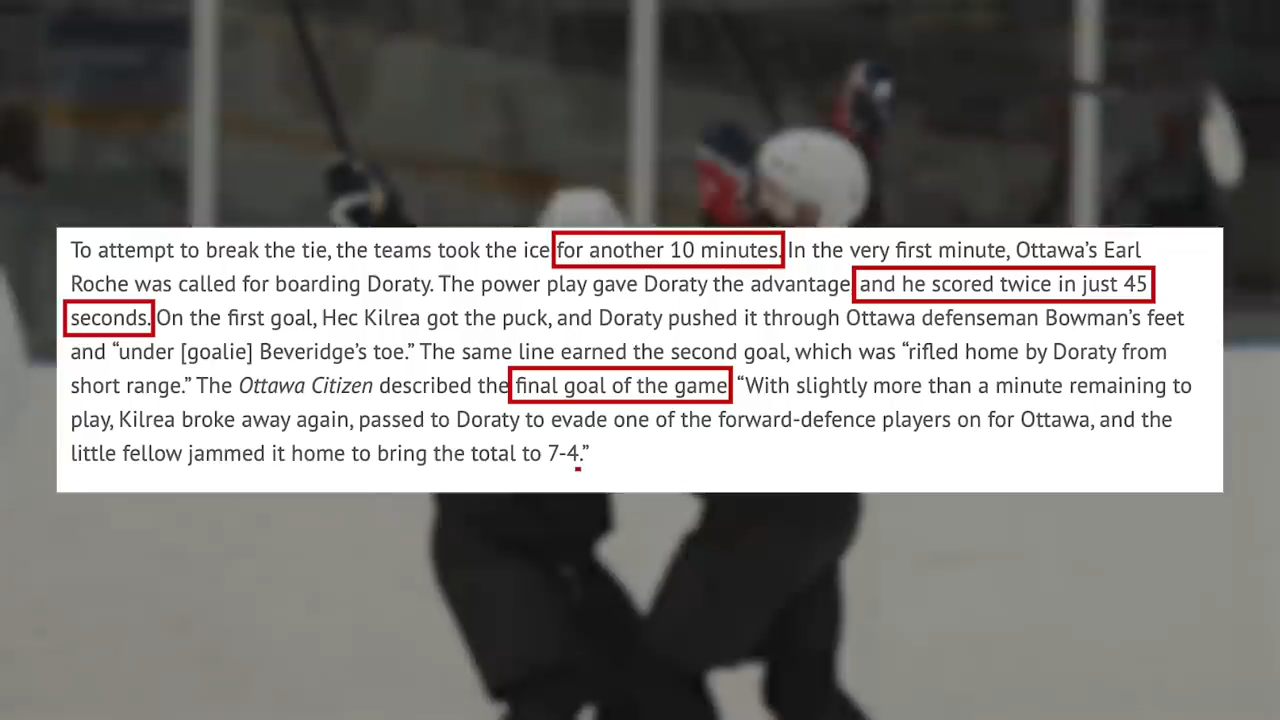 To attempt to break the tie, the teams took the ice for another 10 minutes. In the very first minute, Ottawa’s Earl
Roche was called for boarding Doraty. The power play gave Doraty the advantage, and he scored twice in just 45
seconds. On the first goal, Hec Kilrea got the puck, and Doraty pushed it through Ottawa defenseman Bowman’s feet
and “under [goalie] Beveridge’s toe.” The same line earned the second goal, which was “rifled home by Doraty from
short range.” The Ottawa Citizen described the final goal of the game: “With slightly more than a minute remaining to
play, Kilrea broke away again, passed to Doraty to evade one of the forward-defence players on for Ottawa, and the
little fellow jammed it home to bring the total to 7-4.”